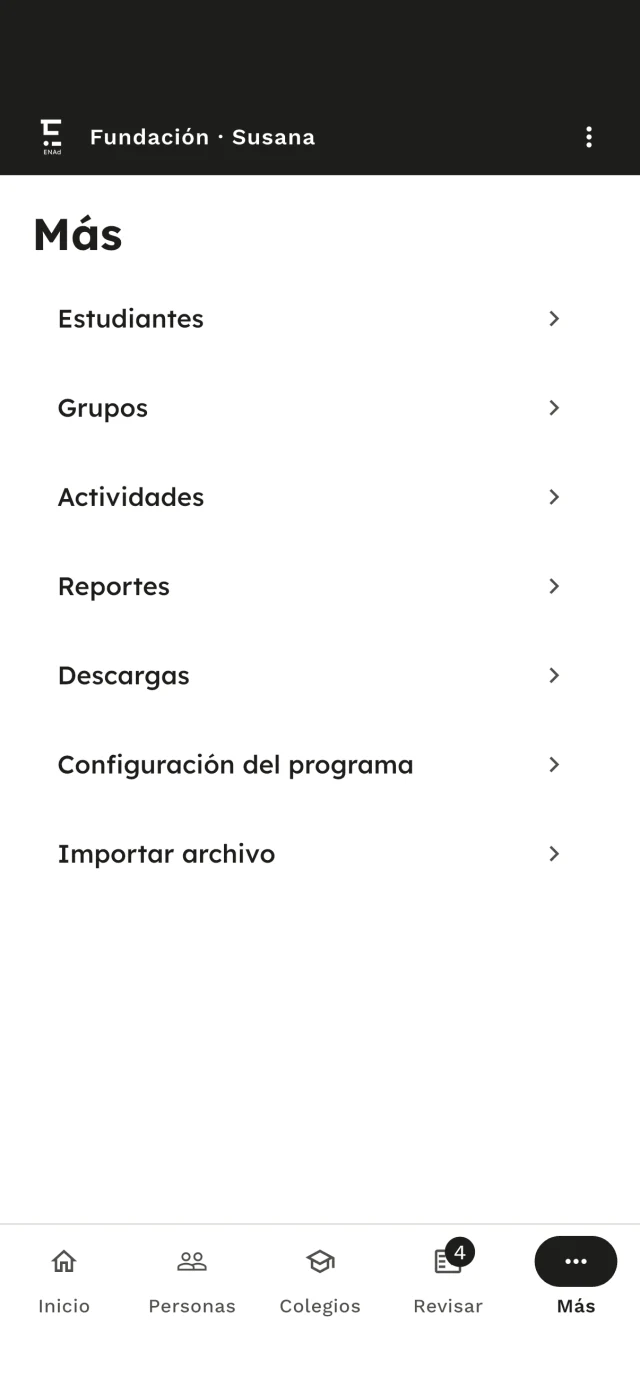 ENAd
Fundación · Susana
Más
Estudiantes
Grupos
Actividades
Reportes
Descargas
Configuración del programa
Importar archivo
4
Inicio
Personas
Colegios
Revisar
Más